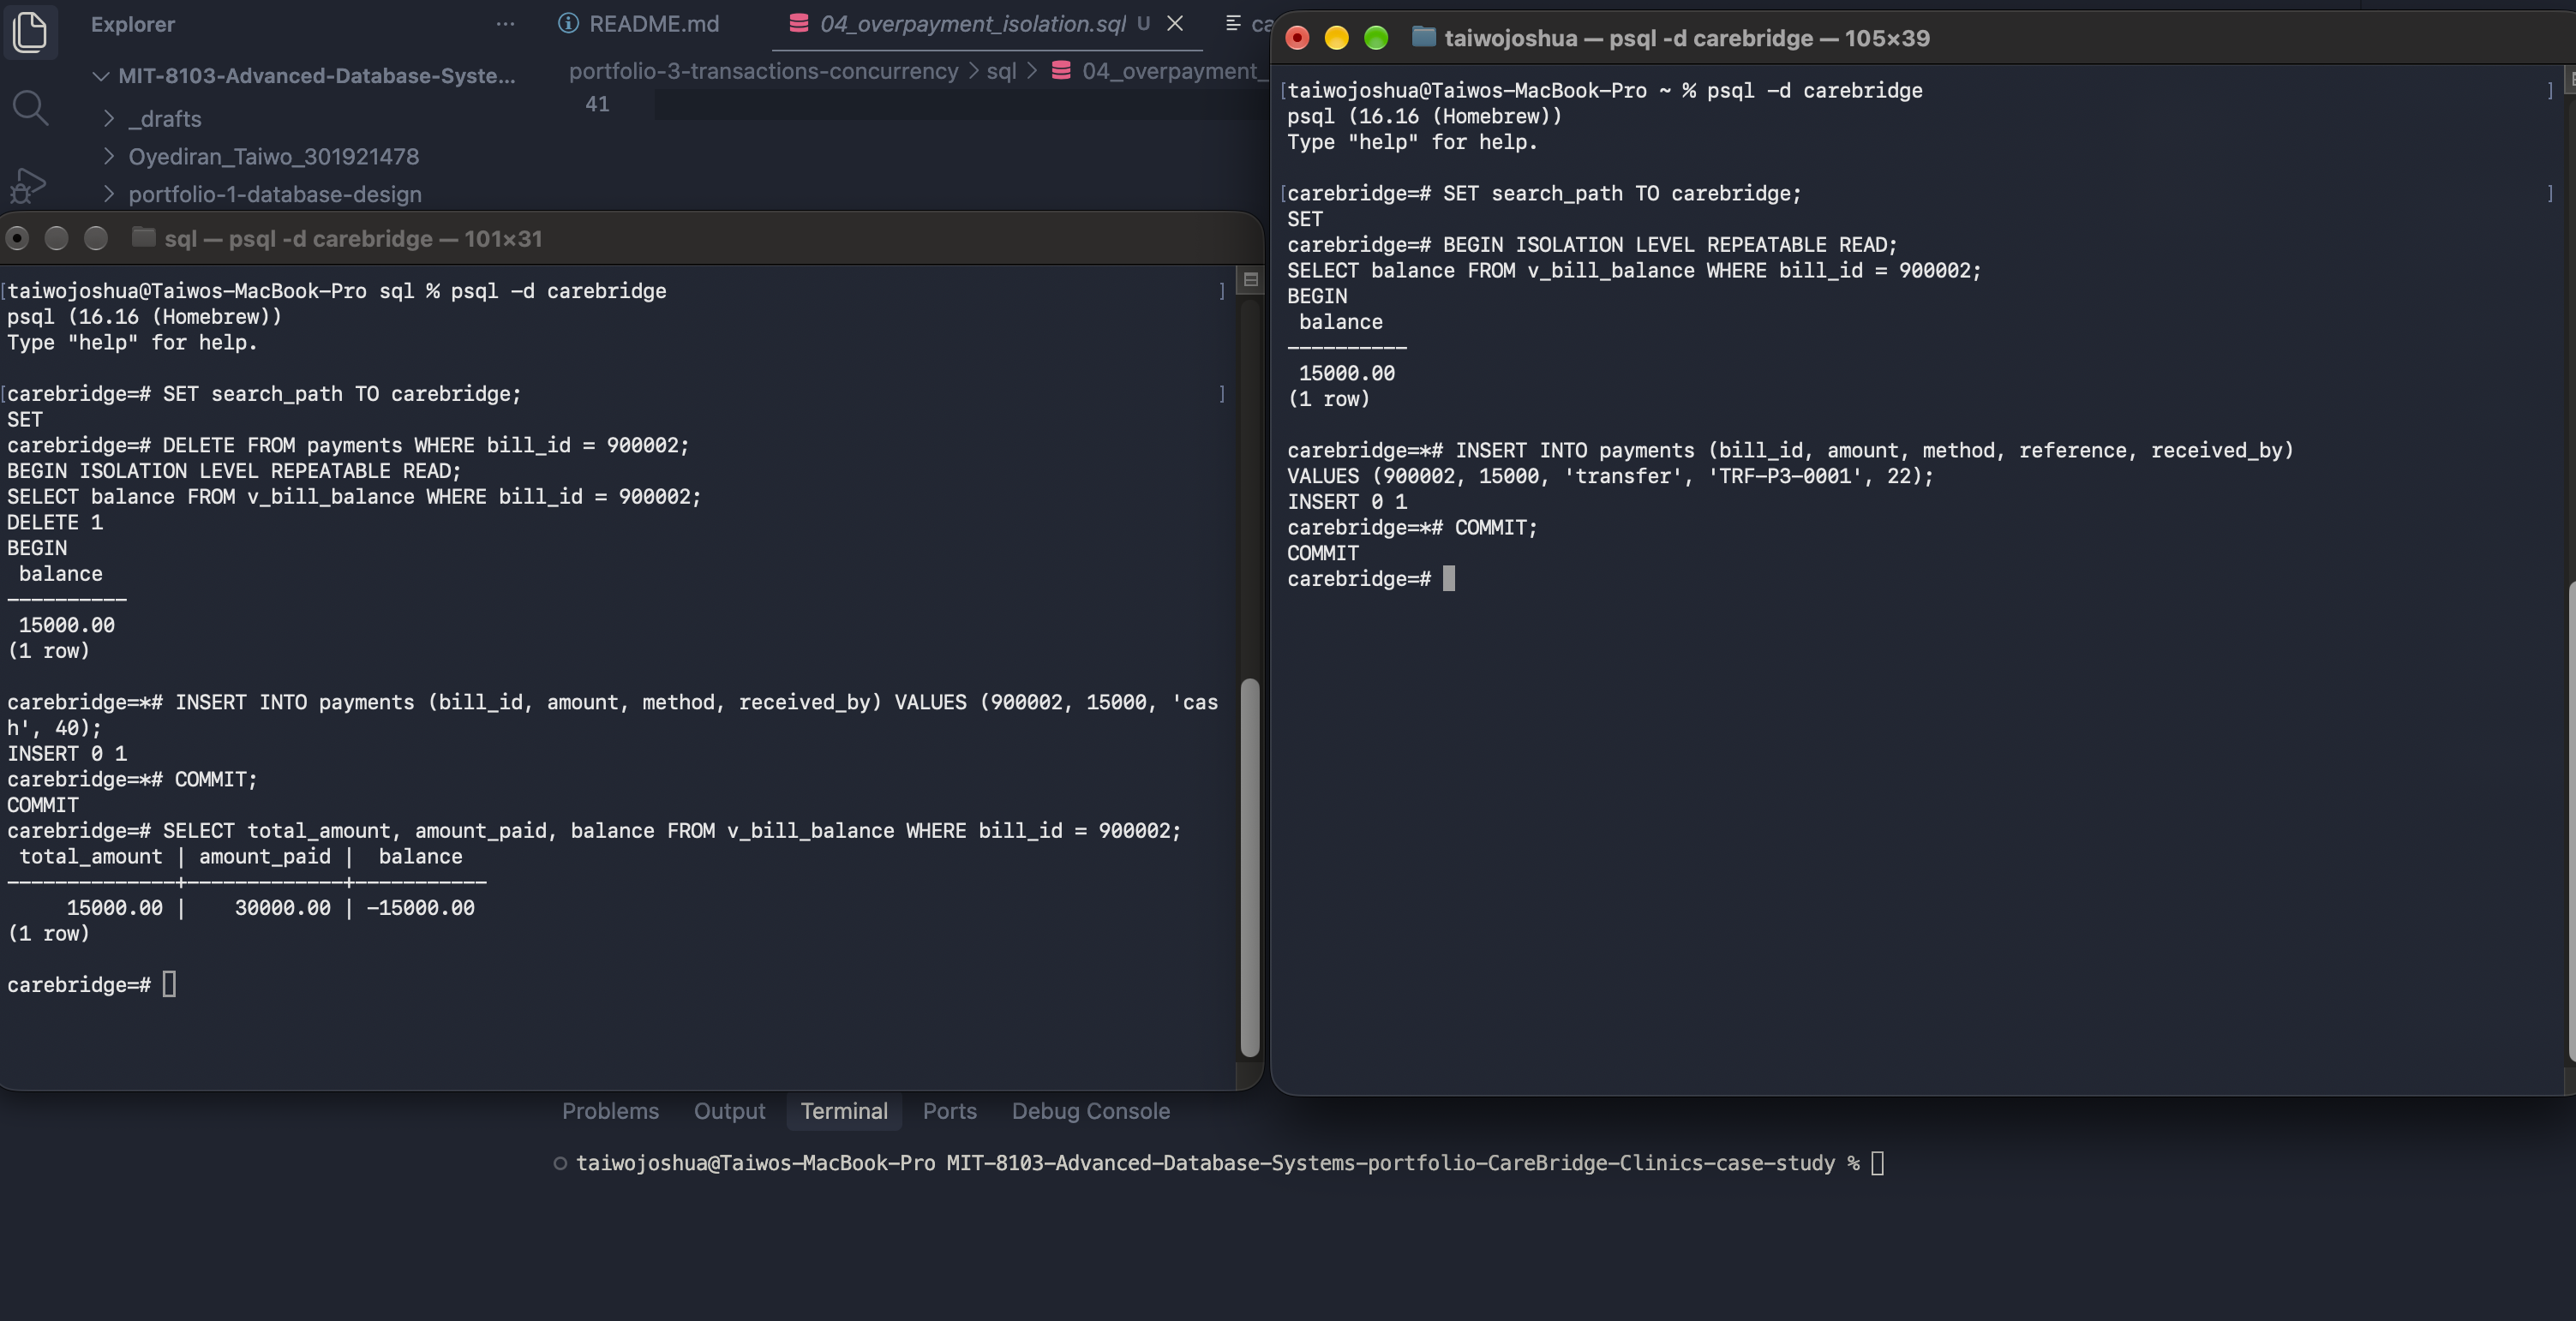 Explorer
···
README.md
04_overpayment_isolation.sql U
ca
MIT-8103-Advanced-Database-Syste...
portfolio-3-transactions-concurrency > sql > 04_overpayment_
41
_drafts
Oyediran_Taiwo_301921478
portfolio-1-database-design
sql — psql -d carebridge — 101×31
[taiwojoshua@Taiwos-MacBook-Pro sql % psql -d carebridge ]
psql (16.16 (Homebrew))
Type "help" for help.
[carebridge=# SET search_path TO carebridge; ]
SET
carebridge=# DELETE FROM payments WHERE bill_id = 900002;
BEGIN ISOLATION LEVEL REPEATABLE READ;
SELECT balance FROM v_bill_balance WHERE bill_id = 900002;
DELETE 1
BEGIN
balance
----------
15000.00
(1 row)
carebridge=*# INSERT INTO payments (bill_id, amount, method, received_by) VALUES (900002, 15000, 'cas
h', 40);
INSERT 0 1
carebridge=*# COMMIT;
COMMIT
carebridge=# SELECT total_amount, amount_paid, balance FROM v_bill_balance WHERE bill_id = 900002;
total_amount | amount_paid | balance
--------------+-------------+-----------
15000.00 | 30000.00 | -15000.00
(1 row)
carebridge=#
taiwojoshua — psql -d carebridge — 105×39
[taiwojoshua@Taiwos-MacBook-Pro ~ % psql -d carebridge ]
psql (16.16 (Homebrew))
Type "help" for help.
[carebridge=# SET search_path TO carebridge; ]
SET
carebridge=# BEGIN ISOLATION LEVEL REPEATABLE READ;
SELECT balance FROM v_bill_balance WHERE bill_id = 900002;
BEGIN
balance
----------
15000.00
(1 row)
carebridge=*# INSERT INTO payments (bill_id, amount, method, reference, received_by)
VALUES (900002, 15000, 'transfer', 'TRF-P3-0001', 22);
INSERT 0 1
carebridge=*# COMMIT;
COMMIT
carebridge=#
Problems Output Terminal Ports Debug Console
taiwojoshua@Taiwos-MacBook-Pro MIT-8103-Advanced-Database-Systems-portfolio-CareBridge-Clinics-case-study %